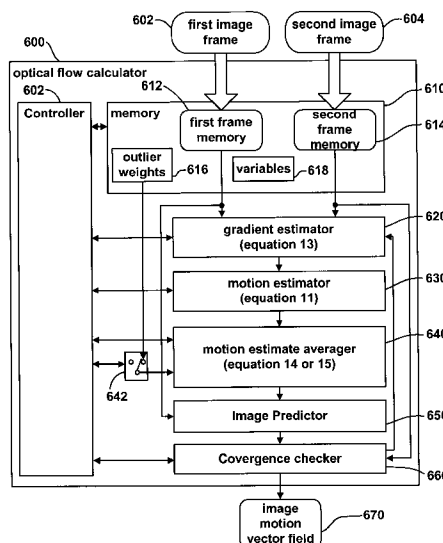 602
first image
frame
second image
frame
604
600
optical flow calculator
602
Controller
memory
612
610
first frame
memory
second
frame
memory
614
outlier
weights
616
variables
618
gradient estimator
(equation 13)
620
motion estimator
(equation 11)
630
motion estimate averager
(equation 14 or 15)
640
642
Image Predictor
650
Covergence checker
660
image
motion
vector field
670